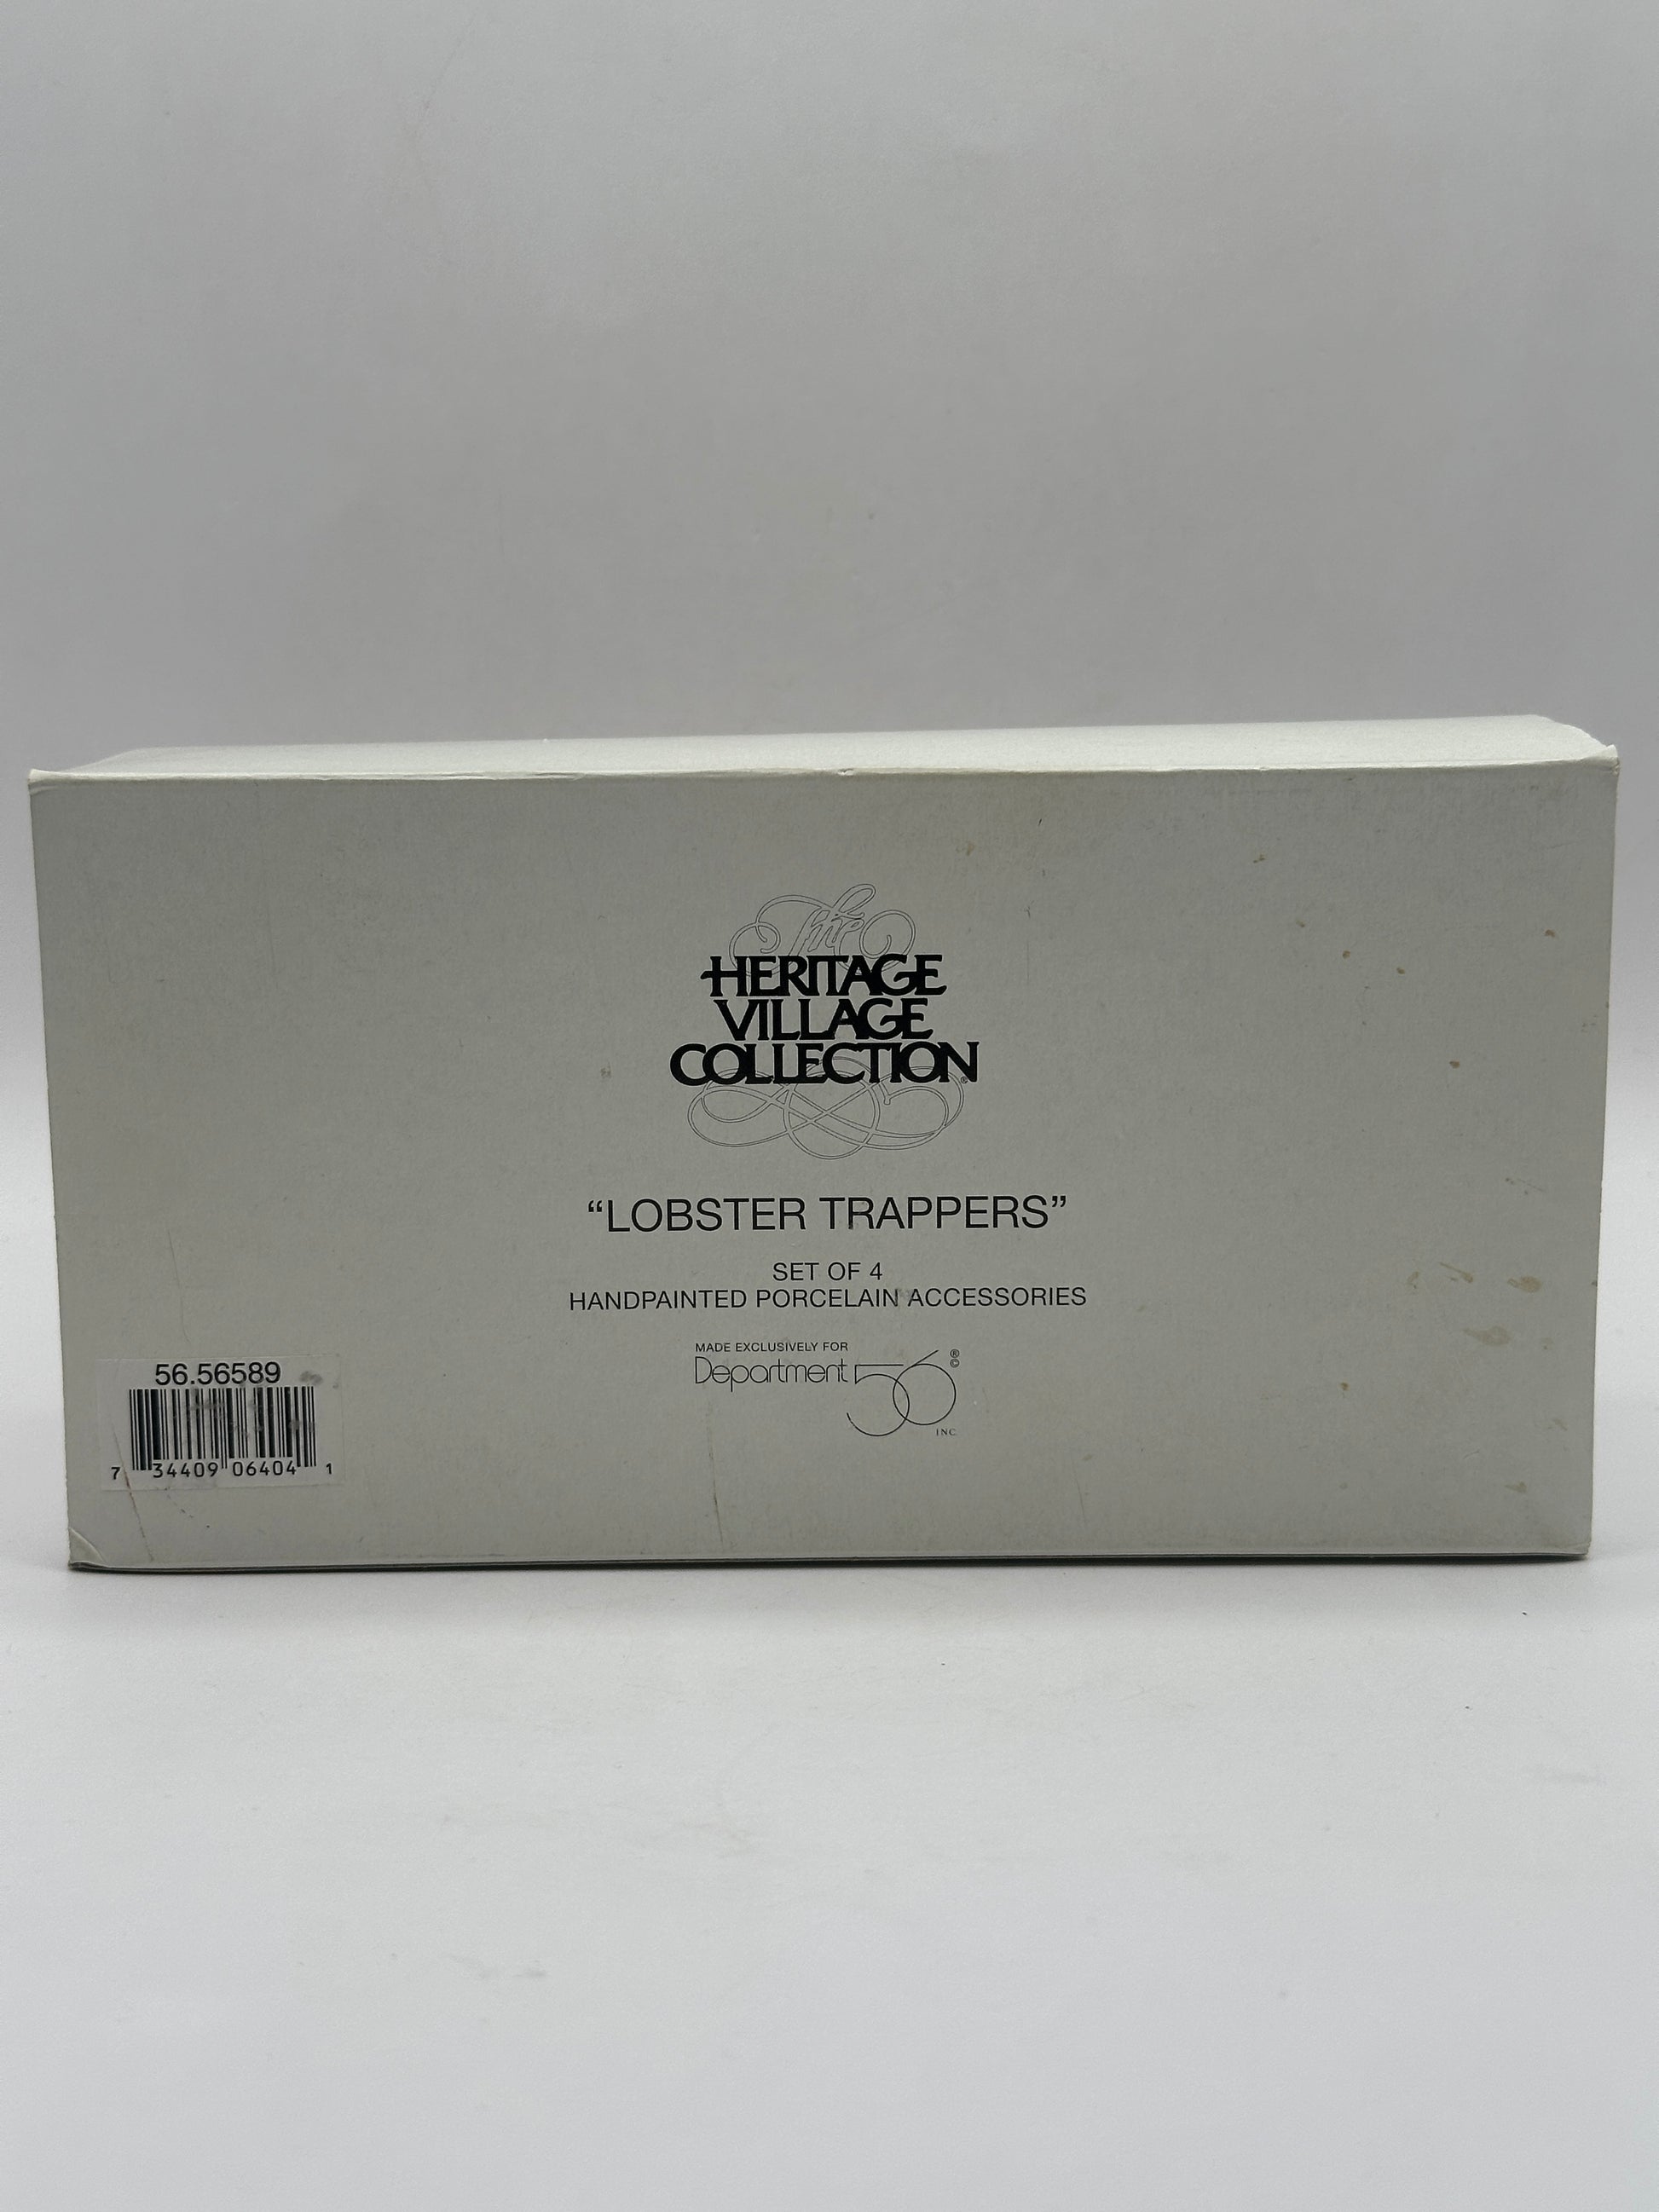 The
HERITAGE
VILLAGE
COLLECTION®
“LOBSTER TRAPPERS”
SET OF 4
HANDPAINTED PORCELAIN ACCESSORIES
MADE EXCLUSIVELY FOR
Department 56 ® ©
INC
56.56589
7 34409 06404 1